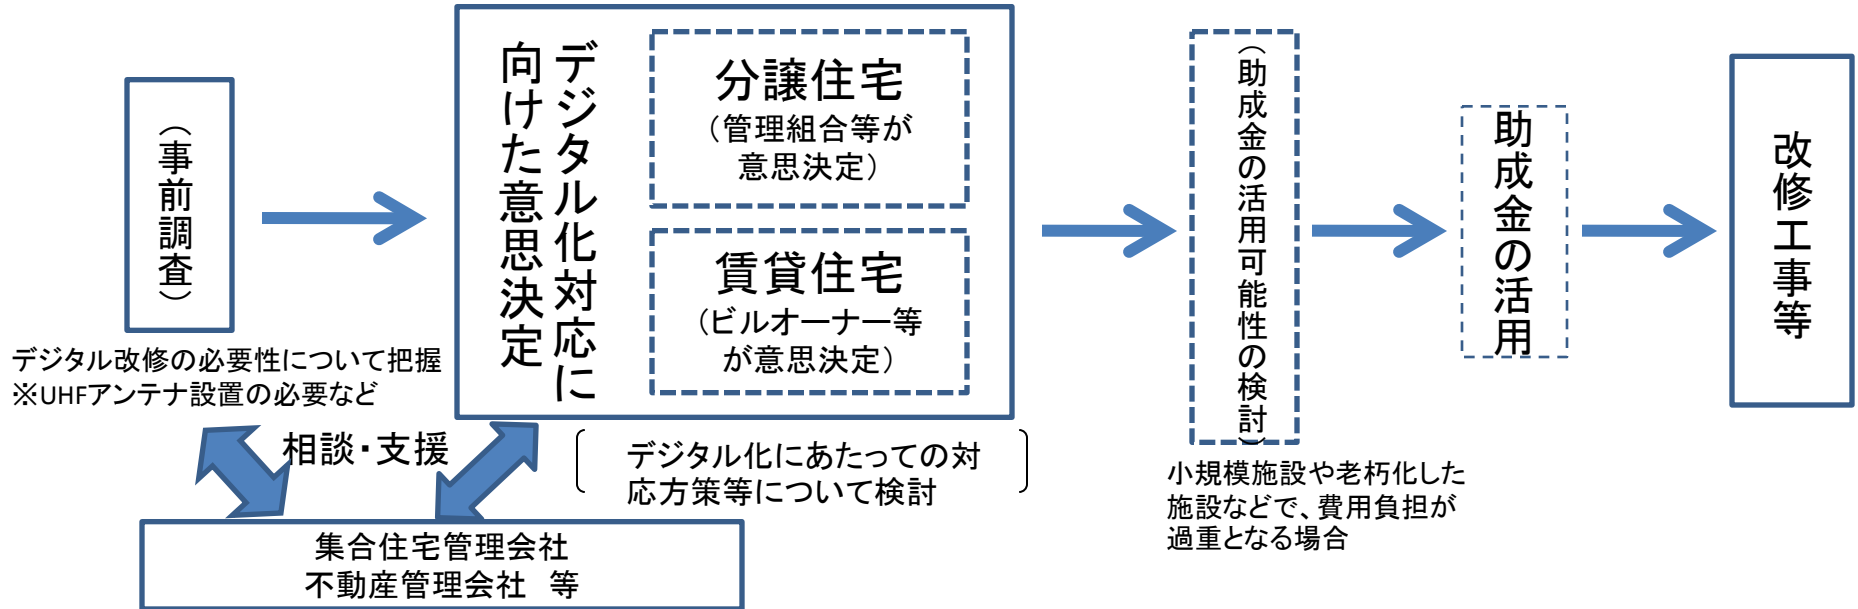 （事前調査）
デジタル改修の必要性について把握
※UHFアンテナ設置の必要など
デジタル化対応に
向けた意思決定
分譲住宅
（管理組合等が
意思決定）
賃貸住宅
（ビルオーナー等
が意思決定）
デジタル化にあたっての対
応方策等について検討
相談・支援
集合住宅管理会社
不動産管理会社　等
（助成金の活用可能性の検討）
小規模施設や老朽化した
施設などで、費用負担が
過重となる場合
助成金の活用
改修工事等